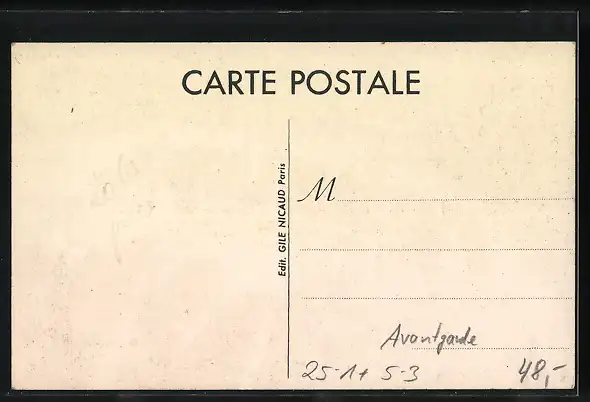 CARTE POSTALE
Edit. GILE NICAUD Paris
M
Avantgarde
25-1+ 5-3
48,-